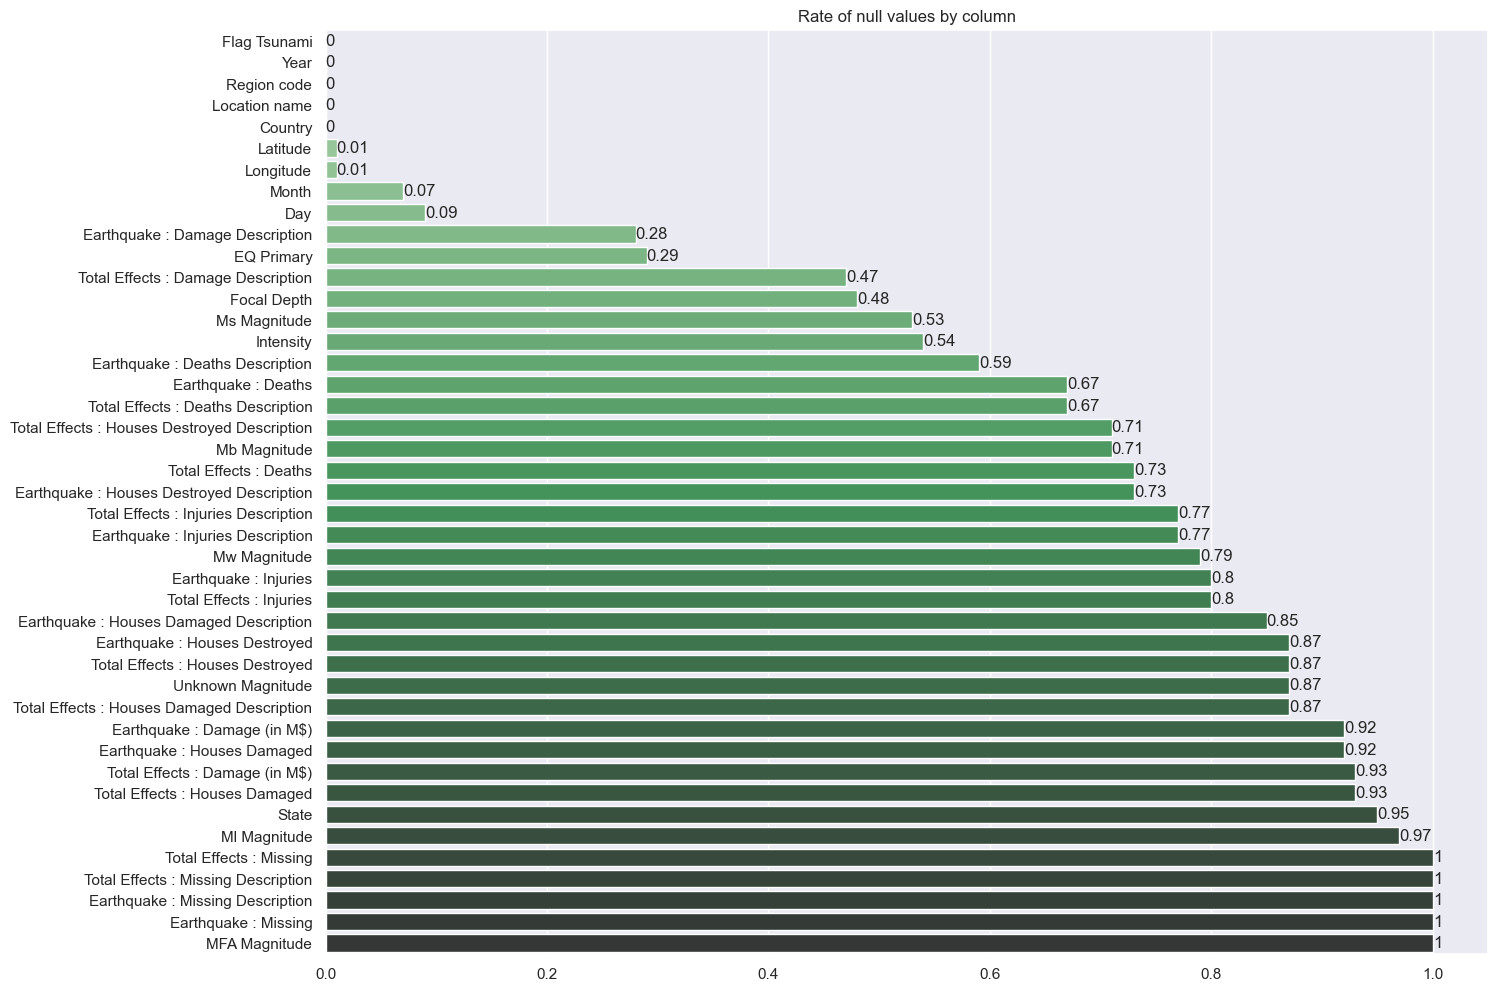 Rate of null values by column
Flag Tsunami 0
Year 0
Region code 0
Location name 0
Country 0
Latitude 0.01
Longitude 0.01
Month 0.07
Day 0.09
Earthquake : Damage Description 0.28
EQ Primary 0.29
Total Effects : Damage Description 0.47
Focal Depth 0.48
Ms Magnitude 0.53
Intensity 0.54
Earthquake : Deaths Description 0.59
Earthquake : Deaths 0.67
Total Effects : Deaths Description 0.67
Total Effects : Houses Destroyed Description 0.71
Mb Magnitude 0.71
Total Effects : Deaths 0.73
Earthquake : Houses Destroyed Description 0.73
Total Effects : Injuries Description 0.77
Earthquake : Injuries Description 0.77
Mw Magnitude 0.79
Earthquake : Injuries 0.8
Total Effects : Injuries 0.8
Earthquake : Houses Damaged Description 0.85
Earthquake : Houses Destroyed 0.87
Total Effects : Houses Destroyed 0.87
Unknown Magnitude 0.87
Total Effects : Houses Damaged Description 0.87
Earthquake : Damage (in M$) 0.92
Earthquake : Houses Damaged 0.92
Total Effects : Damage (in M$) 0.93
Total Effects : Houses Damaged 0.93
State 0.95
Ml Magnitude 0.97
Total Effects : Missing 1
Total Effects : Missing Description 1
Earthquake : Missing Description 1
Earthquake : Missing 1
MFA Magnitude 1
0.0 0.2 0.4 0.6 0.8 1.0